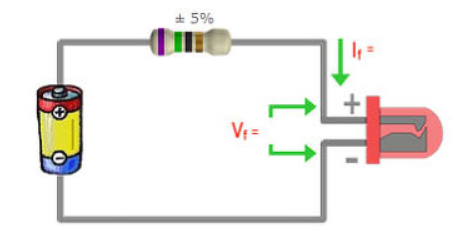 ± 5%
If =
+
Vf =
-
+
-